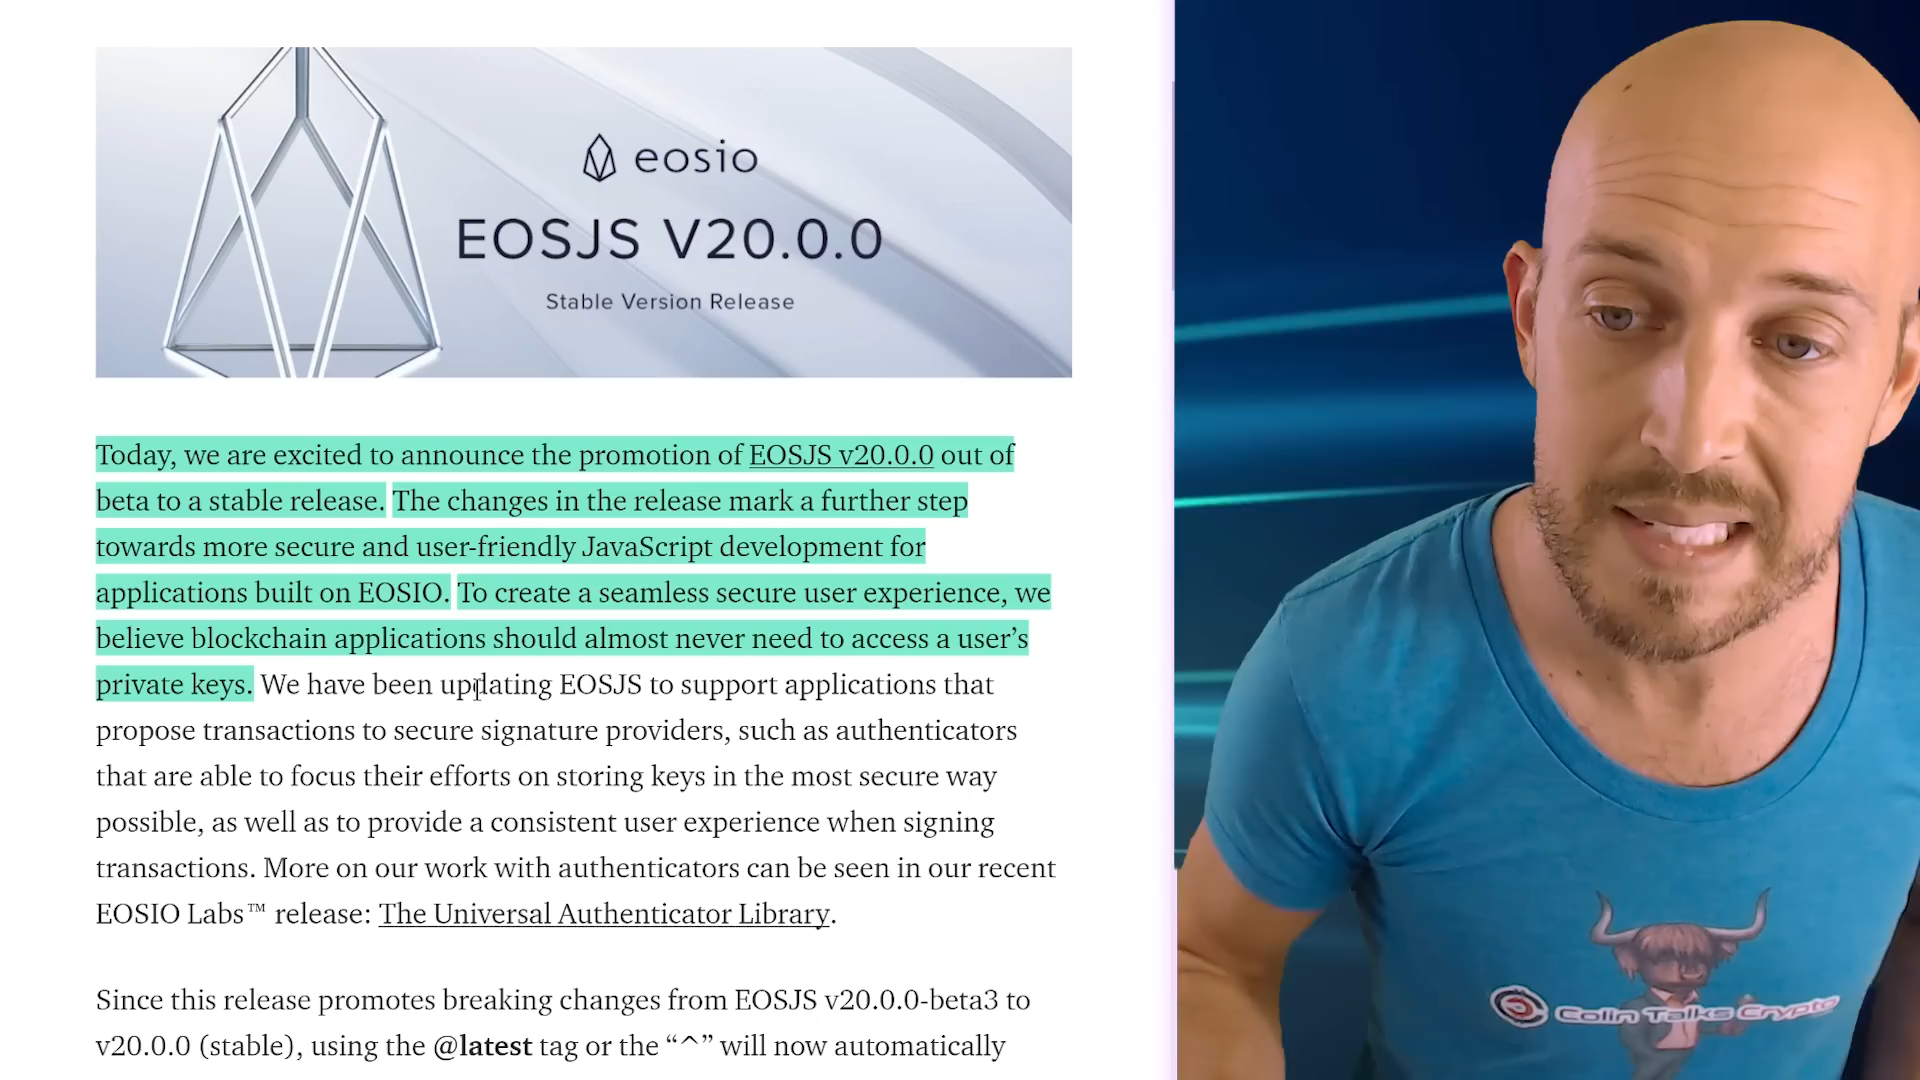 eosio
EOSJS V20.0.0
Stable Version Release
Today, we are excited to announce the promotion of EOSJS v20.0.0 out of
beta to a stable release. The changes in the release mark a further step
towards more secure and user-friendly JavaScript development for
applications built on EOSIO. To create a seamless secure user experience, we
believe blockchain applications should almost never need to access a user’s
private keys. We have been updating EOSJS to support applications that
propose transactions to secure signature providers, such as authenticators
that are able to focus their efforts on storing keys in the most secure way
possible, as well as to provide a consistent user experience when signing
transactions. More on our work with authenticators can be seen in our recent
EOSIO Labs™ release: The Universal Authenticator Library.
Since this release promotes breaking changes from EOSJS v20.0.0-beta3 to
v20.0.0 (stable), using the @latest tag or the “^” will now automatically
Colin Talks Crypto